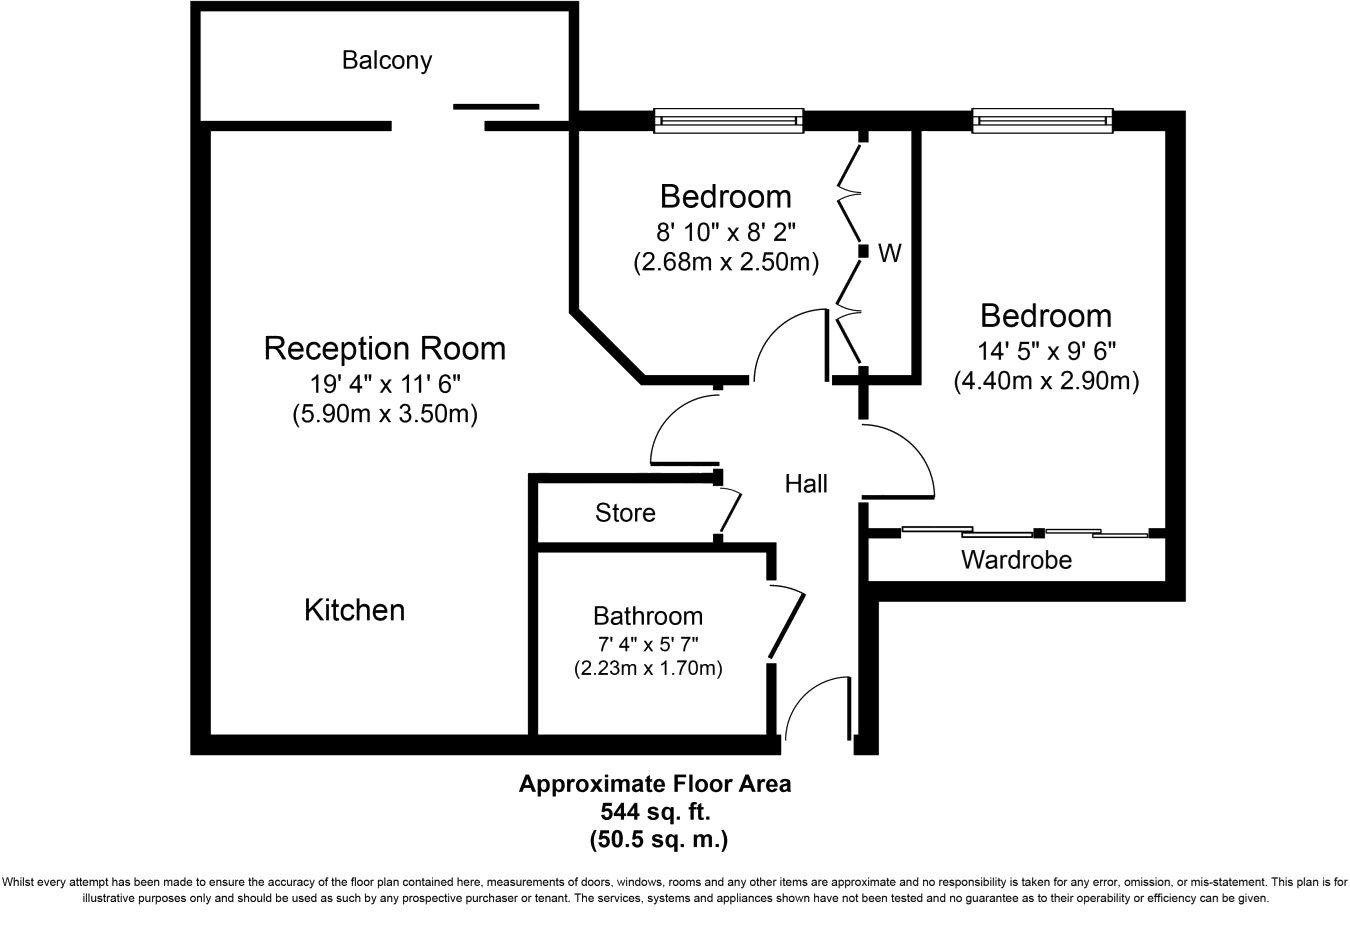 Balcony
Bedroom
8' 10" x 8' 2"
(2.68m x 2.50m)
W
Bedroom
14' 5" x 9' 6"
(4.40m x 2.90m)
Reception Room
19' 4" x 11' 6"
(5.90m x 3.50m)
Hall
Store
Wardrobe
Kitchen
Bathroom
7' 4" x 5' 7"
(2.23m x 1.70m)
Approximate Floor Area
544 sq. ft.
(50.5 sq. m.)
Whilst every attempt has been made to ensure the accuracy of the floor plan contained here, measurements of doors, windows, rooms and any other items are approximate and no responsibility is taken for any error, omission, or mis-statement. This plan is for
illustrative purposes only and should be used as such by any prospective purchaser or tenant. The services, systems and appliances shown have not been tested and no guarantee as to their operability or efficiency can be given.